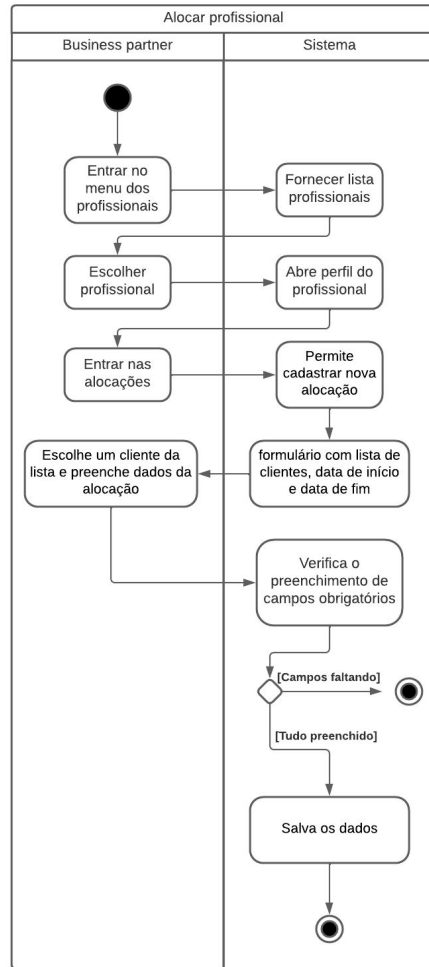 Alocar profissional
Business partner
Sistema
Entrar no
menu dos
profissionais
Fornecer lista
profissionais
Escolher
profissional
Abre perfil do
profissional
Entrar nas
alocações
Permite
cadastrar nova
alocação
Escolhe um cliente da
lista e preenche dados da
alocação
formulário com lista de
clientes, data de início
e data de fim
Verifica o
preenchimento de
campos obrigatórios
[Campos faltando]
[Tudo preenchido]
Salva os dados